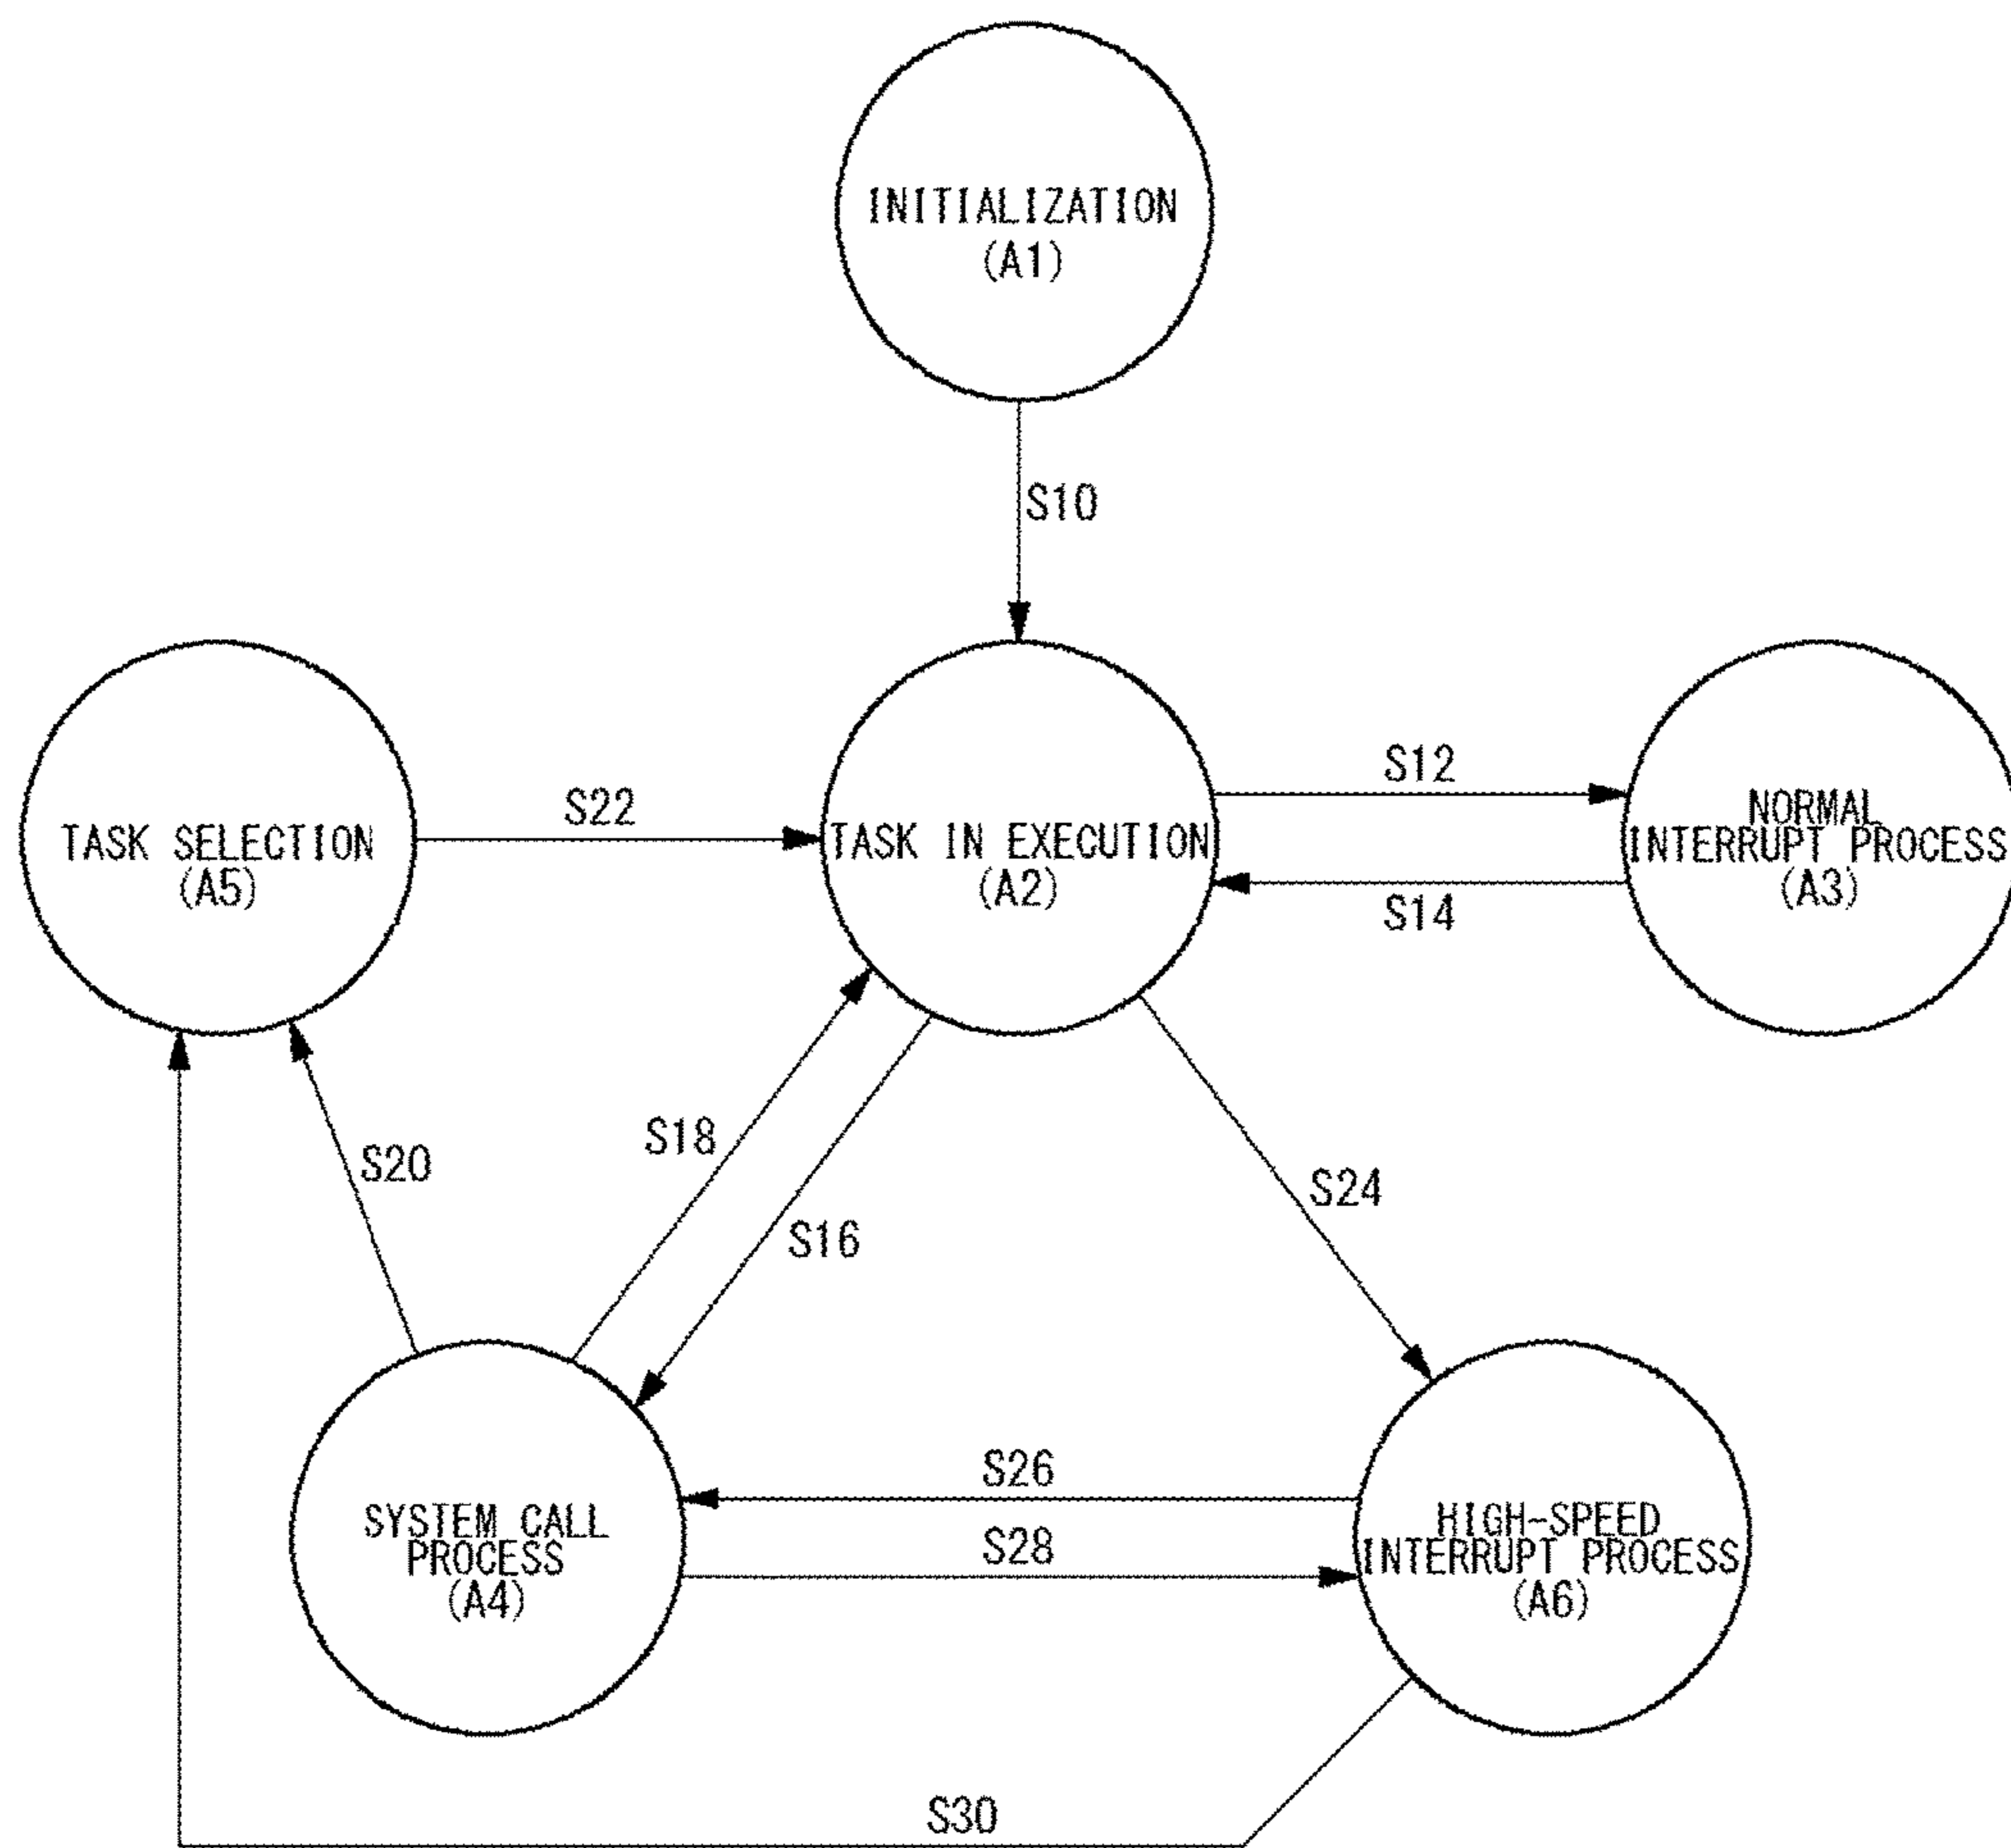 INITIALIZATION
(A1)
S10
TASK SELECTION
(A5)
S22
TASK IN EXECUTION
(A2)
S12
S14
NORMAL
INTERRUPT PROCESS
(A3)
S20
S18
S16
S24
SYSTEM CALL
PROCESS
(A4)
S26
S28
HIGH-SPEED
INTERRUPT PROCESS
(A6)
S30